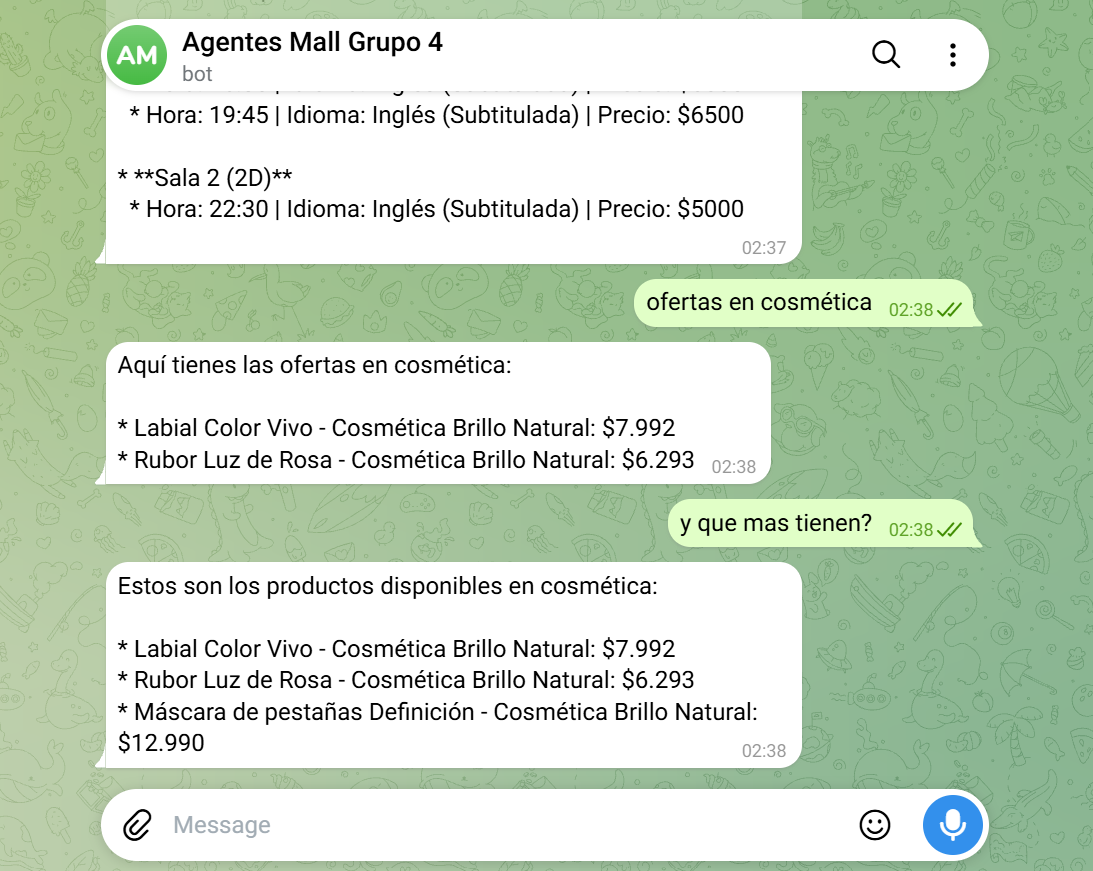 AM
Agentes Mall Grupo 4
bot
* Hora: 19:45 | Idioma: Inglés (Subtitulada) | Precio: $6500
* **Sala 2 (2D)**
* Hora: 22:30 | Idioma: Inglés (Subtitulada) | Precio: $5000
02:37
ofertas en cosmética 02:38
Aquí tienes las ofertas en cosmética:
* Labial Color Vivo - Cosmética Brillo Natural: $7.992
* Rubor Luz de Rosa - Cosmética Brillo Natural: $6.293 02:38
y que mas tienen? 02:38
Estos son los productos disponibles en cosmética:
* Labial Color Vivo - Cosmética Brillo Natural: $7.992
* Rubor Luz de Rosa - Cosmética Brillo Natural: $6.293
* Máscara de pestañas Definición - Cosmética Brillo Natural:
$12.990 02:38
Message